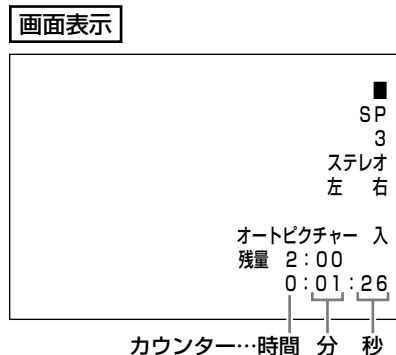 画面表示
■
SP
3
ステレオ
左 右
オートピクチャー 入
残量 2:00
0:01:26
カウンター…時間 分 秒